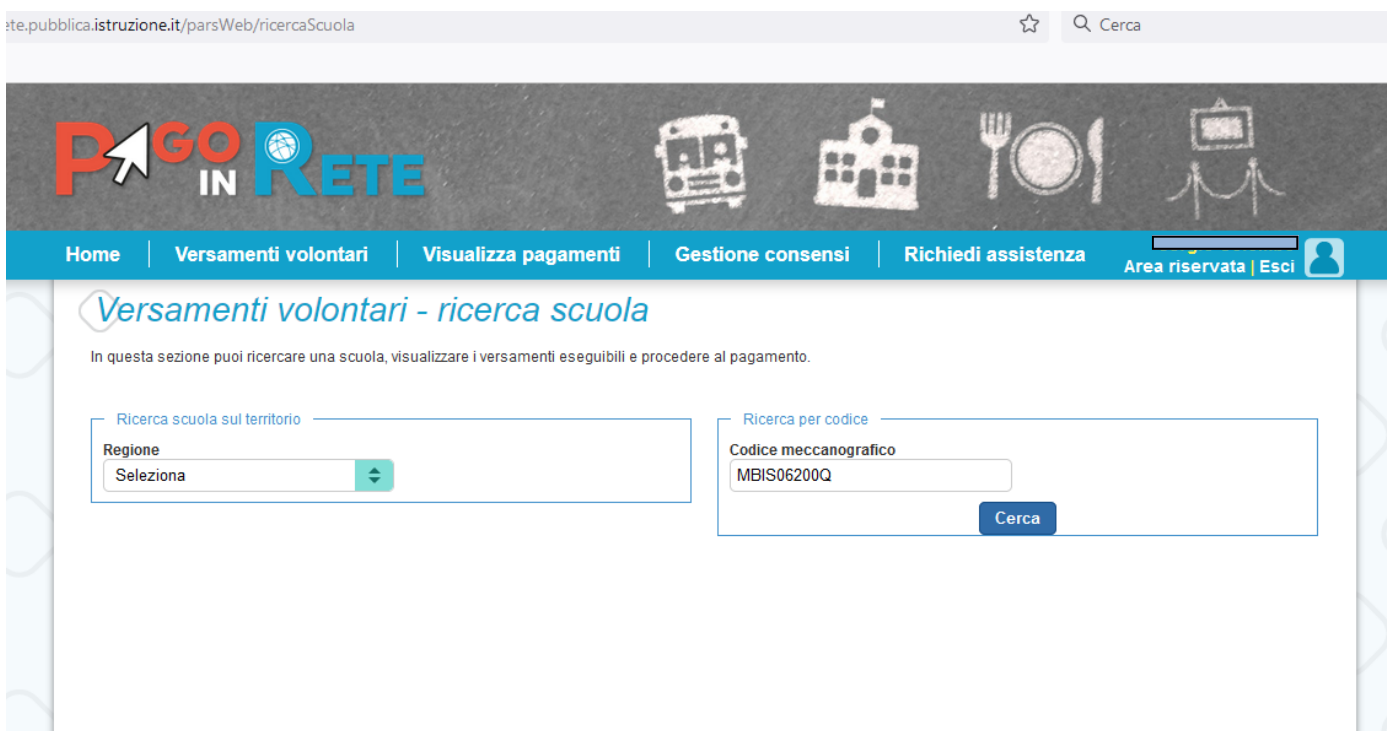 ete.pubblica.istruzione.it/parsWeb/ricercaScuola
Cerca
PAGO IN RETE
Home
Versamenti volontari
Visualizza pagamenti
Gestione consensi
Richiedi assistenza
Area riservata | Esci
Versamenti volontari - ricerca scuola
In questa sezione puoi ricercare una scuola, visualizzare i versamenti eseguibili e procedere al pagamento.
Ricerca scuola sul territorio
Regione
Seleziona
Ricerca per codice
Codice meccanografico
MBIS06200Q
Cerca